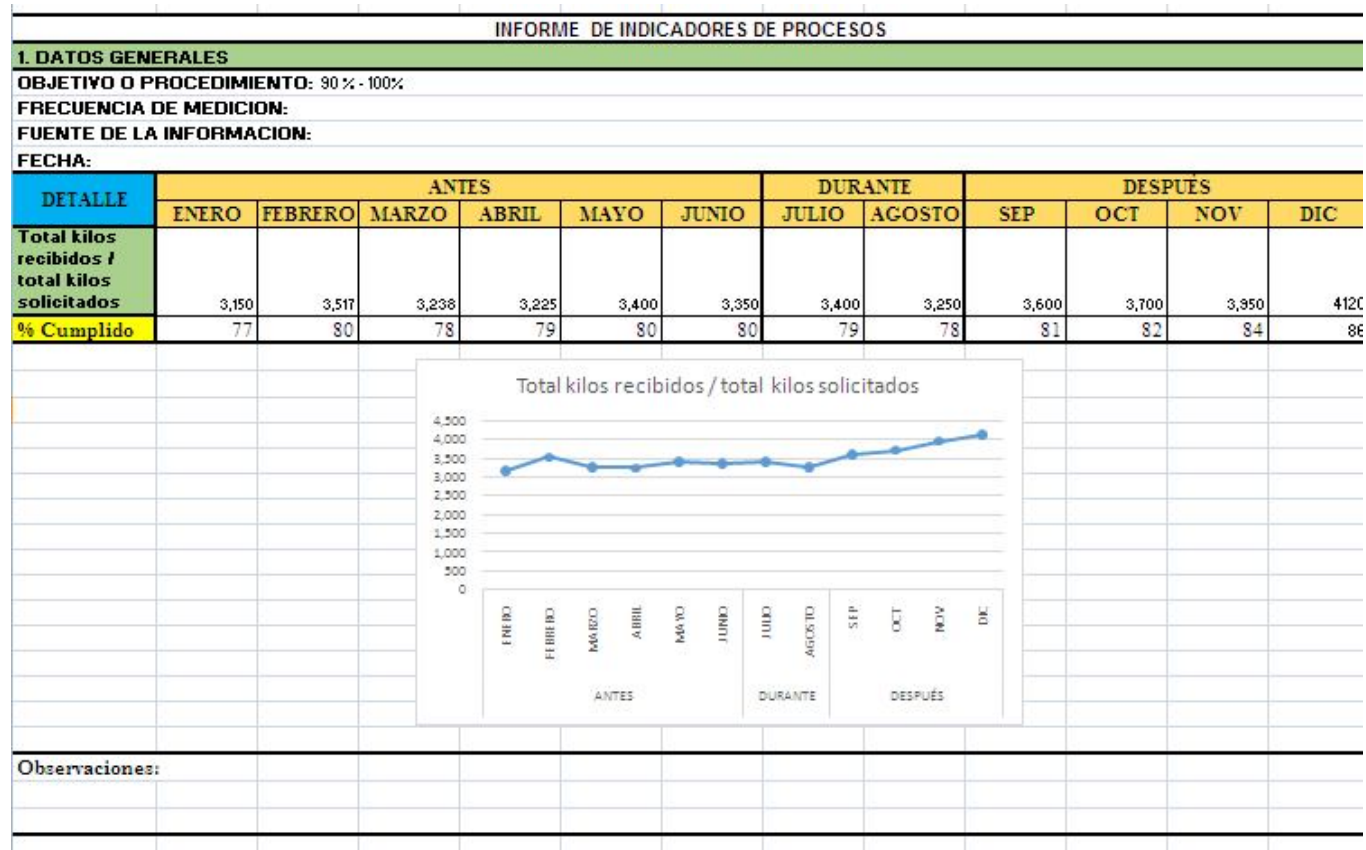 INFORME DE INDICADORES DE PROCESOS
1. DATOS GENERALES
OBJETIVO O PROCEDIMIENTO: 90 % - 100%
FRECUENCIA DE MEDICION:
FUENTE DE LA INFORMACION:
FECHA:
DETALLE ANTES DURANTE DESPUÉS
ENERO FEBRERO MARZO ABRIL MAYO JUNIO JULIO AGOSTO SEP OCT NOV DIC
Total kilos
recibidos /
total kilos
solicitados 3,150 3,517 3,238 3,225 3,400 3,350 3,400 3,250 3,600 3,700 3,950 4120
% Cumplido 77 80 78 79 80 80 79 78 81 82 84 86
Total kilos recibidos / total kilos solicitados
4,500
4,000
3,500
3,000
2,500
2,000
1,500
1,000
500
0
ENERO FEBRERO MARZO ABRIL MAYO JUNIO JULIO AGOSTO SEP OCT NOV DIC
ANTES DURANTE DESPUÉS
Observaciones: